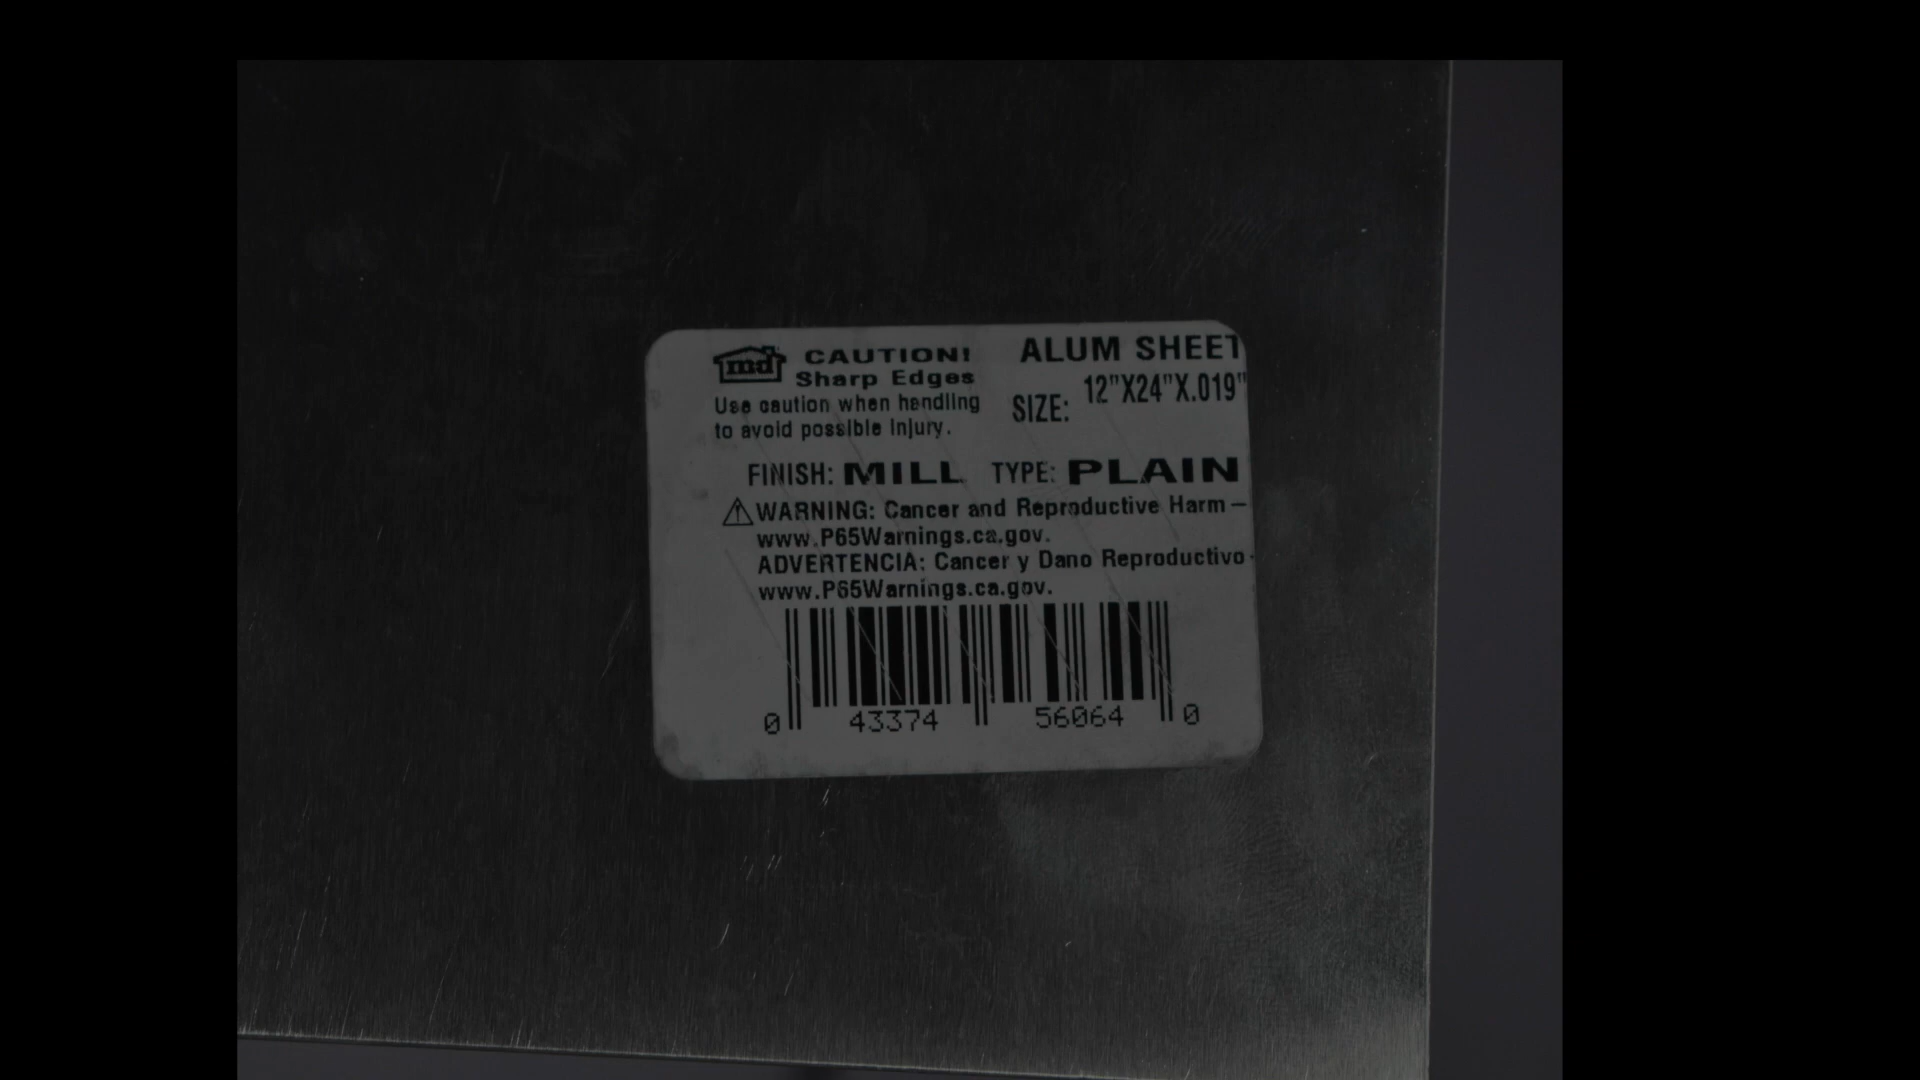 md CAUTION!
Sharp Edges
Use caution when handling
to avoid possible injury.
ALUM SHEET
SIZE: 12"X24"X.019"
FINISH: MILL TYPE: PLAIN
⚠WARNING: Cancer and Reproductive Harm –
www.P65Warnings.ca.gov.
ADVERTENCIA: Cancer y Dano Reproductivo -
www.P65Warnings.ca.gov.
0 43374 56064 0